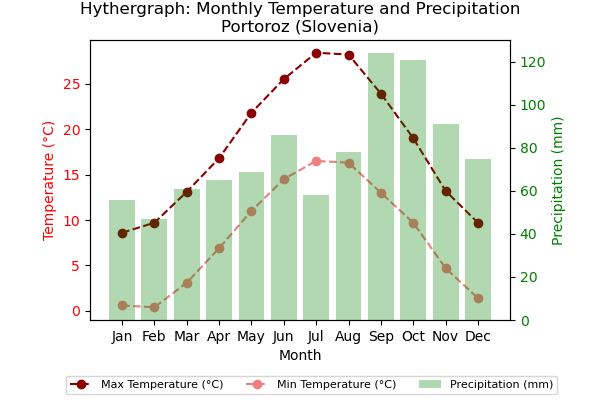 Hythergraph: Monthly Temperature and Precipitation
Portoroz (Slovenia)
Temperature (°C)
25
20
15
10
5
0
120
100
80
60
40
20
0
Precipitation (mm)
Jan Feb Mar Apr May Jun Jul Aug Sep Oct Nov Dec
Month
Max Temperature (°C) Min Temperature (°C) Precipitation (mm)